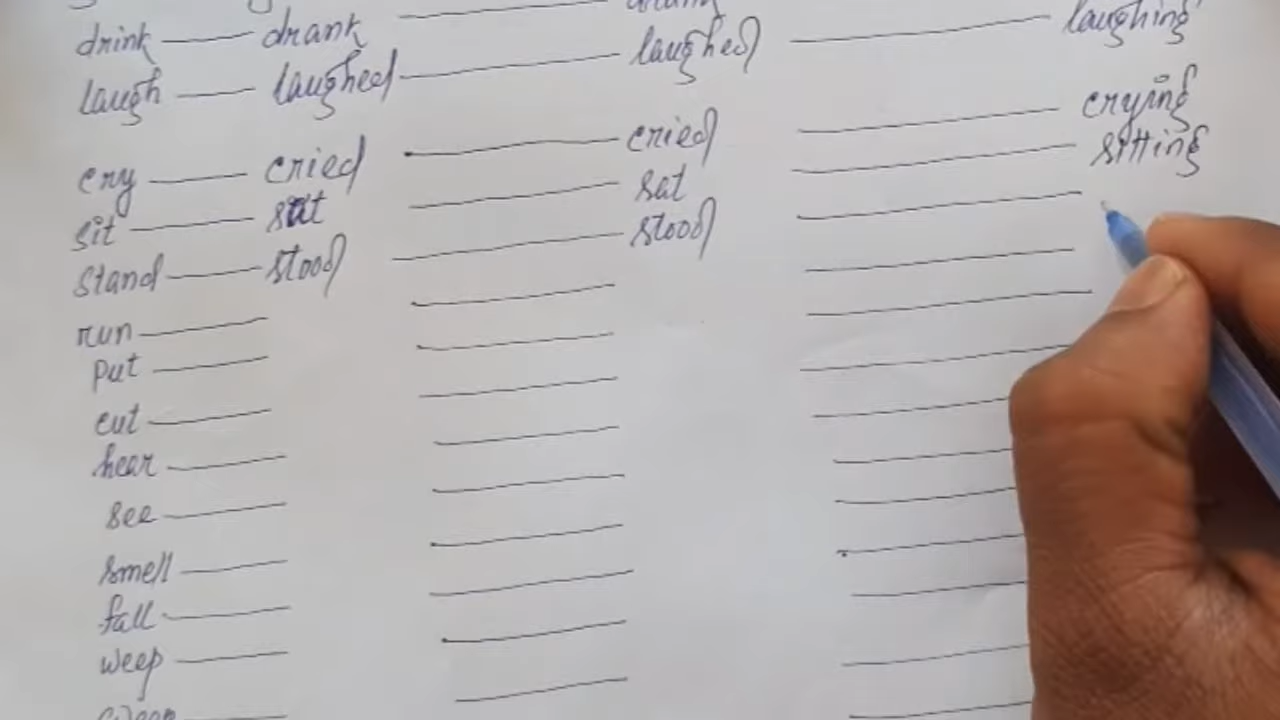 drink drank drunk
laugh laughed laughed laughing
cry cried cried crying
sit sat sat sitting
stand stood stood
run
put
cut
hear
see
smell
fall
weep